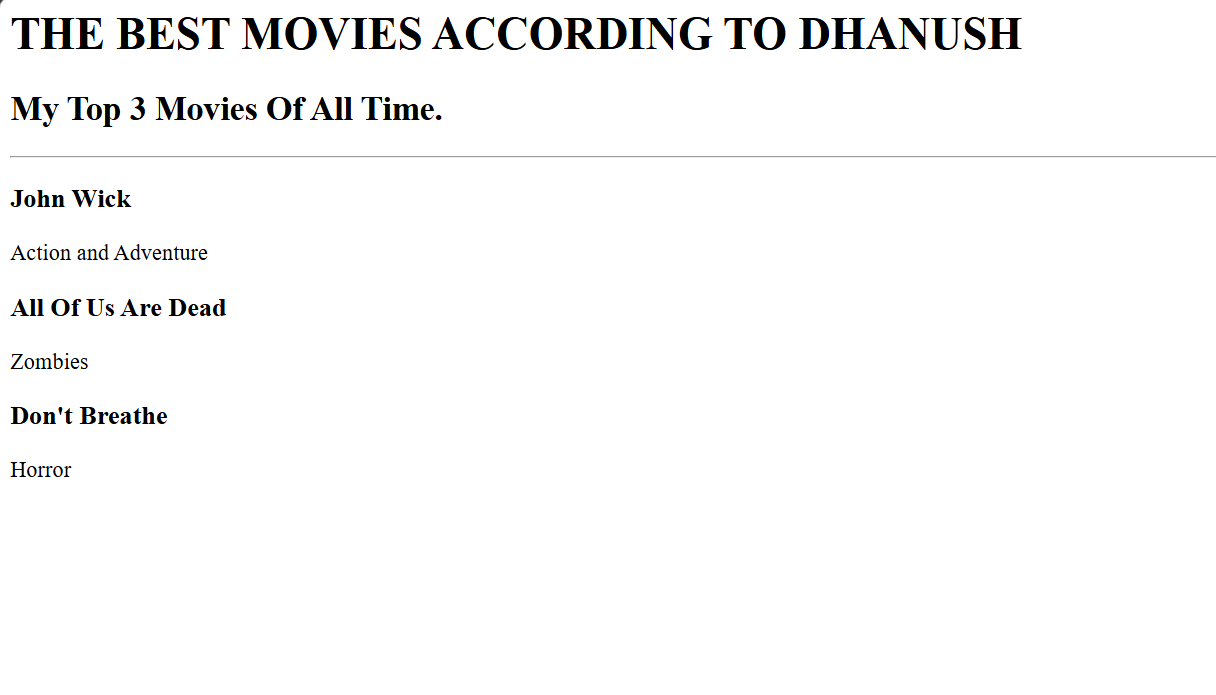 THE BEST MOVIES ACCORDING TO DHANUSH
My Top 3 Movies Of All Time.
John Wick
Action and Adventure
All Of Us Are Dead
Zombies
Don't Breathe
Horror